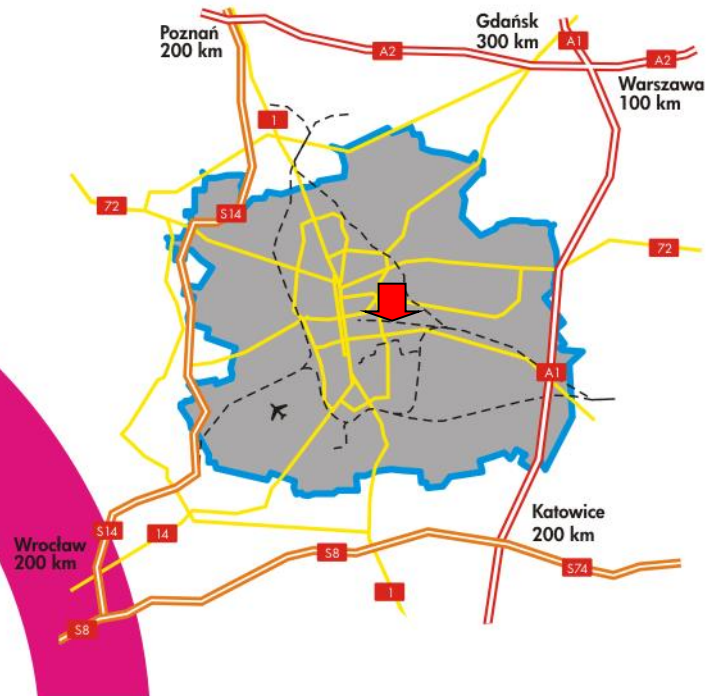 Poznań
200 km
Gdańsk
300 km
A1
A2
A2
Warszawa
100 km
1
72
S14
72
A1
Katowice
200 km
S14
14
Wrocław
200 km
S8
S74
1
S8